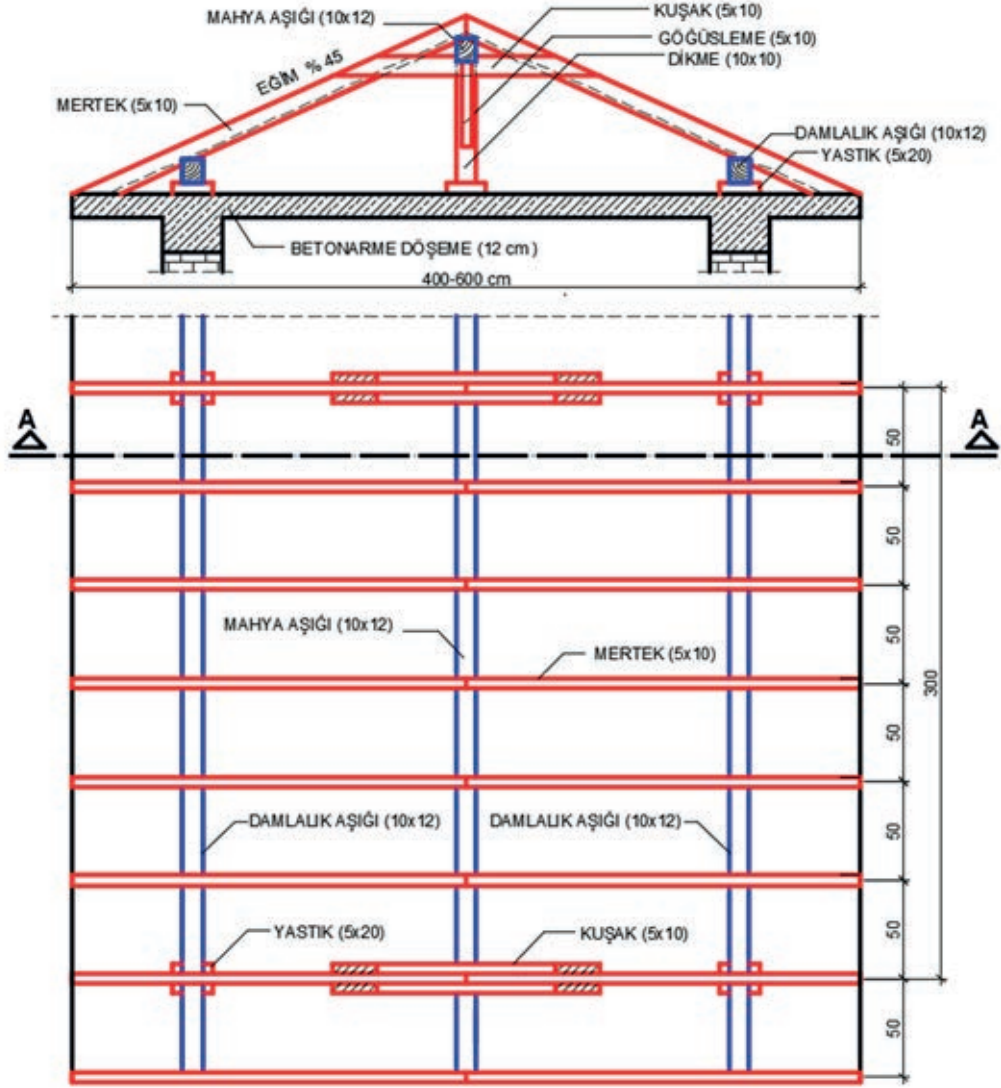 MAHYA AŞIĞI (10x12)
KUŞAK (5x10)
GÖĞÜSLEME (5x10)
DİKME (10x10)
EĞİM % 45
MERTEK (5x10)
DAMLALIK AŞIĞI (10x12)
YASTIK (5x20)
BETONARME DÖŞEME (12 cm)
400-600 cm
A
A
50
50
50
MAHYA AŞIĞI (10x12)
MERTEK (5x10)
300
50
DAMLALIK AŞIĞI (10x12)
DAMLALIK AŞIĞI (10x12)
50
YASTIK (5x20)
KUŞAK (5x10)
50
50